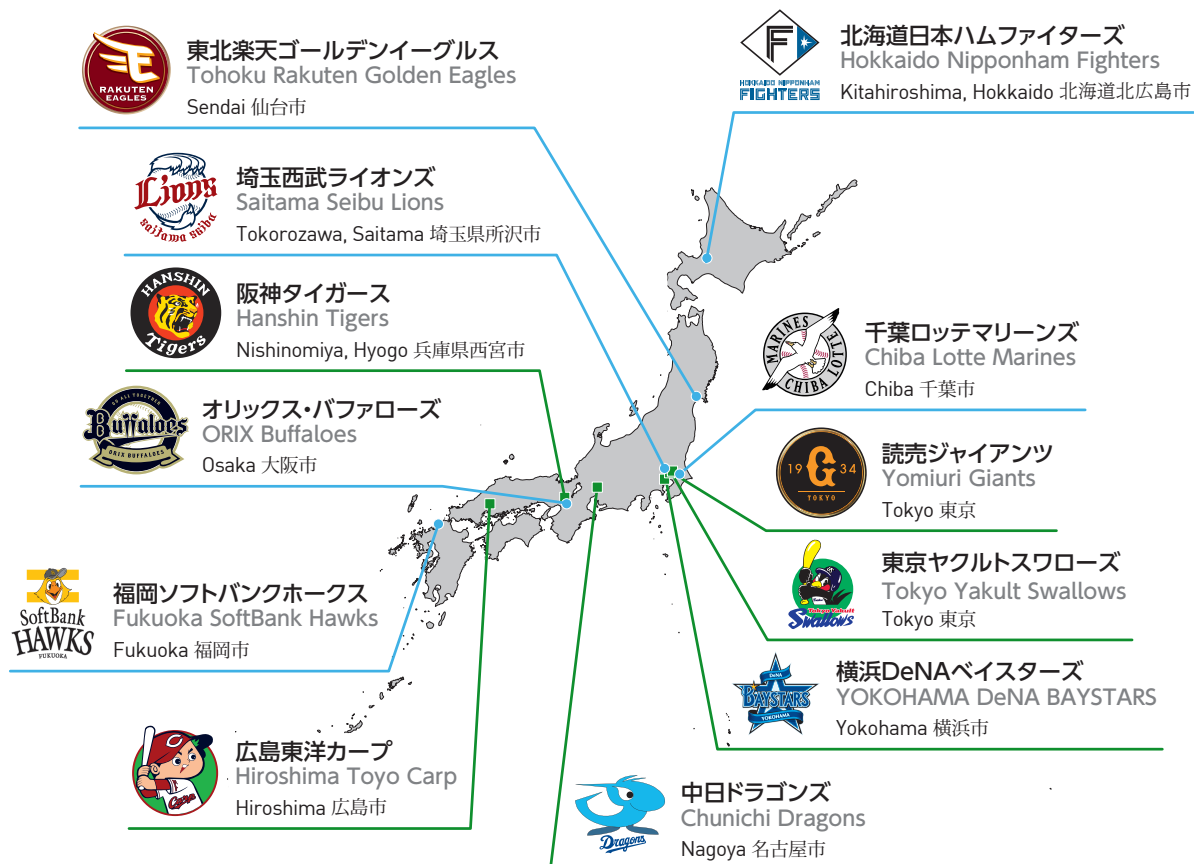 RAKUTEN
EAGLES
東北楽天ゴールデンイーグルス
Tohoku Rakuten Golden Eagles
Sendai 仙台市
F
HOKKAIDO NIPPONHAM
FIGHTERS
北海道日本ハムファイターズ
Hokkaido Nipponham Fighters
Kitahiroshima, Hokkaido 北海道北広島市
Lions
saitama seibu
埼玉西武ライオンズ
Saitama Seibu Lions
Tokorozawa, Saitama 埼玉県所沢市
HANSHIN
Tigers
阪神タイガース
Hanshin Tigers
Nishinomiya, Hyogo 兵庫県西宮市
MARINES
CHIBA LOTTE
千葉ロッテマリーンズ
Chiba Lotte Marines
Chiba 千葉市
Buffaloes
ORIX BUFFALOES
オリックス・バファローズ
ORIX Buffaloes
Osaka 大阪市
19 G 34
TOKYO
読売ジャイアンツ
Yomiuri Giants
Tokyo 東京
Tokyo Yakult
Swallows
東京ヤクルトスワローズ
Tokyo Yakult Swallows
Tokyo 東京
SoftBank
HAWKS
FUKUOKA
福岡ソフトバンクホークス
Fukuoka SoftBank Hawks
Fukuoka 福岡市
DeNA
BAYSTARS
YOKOHAMA
横浜DeNAベイスターズ
YOKOHAMA DeNA BAYSTARS
Yokohama 横浜市
C
Carp
広島東洋カープ
Hiroshima Toyo Carp
Hiroshima 広島市
Dragons
中日ドラゴンズ
Chunichi Dragons
Nagoya 名古屋市